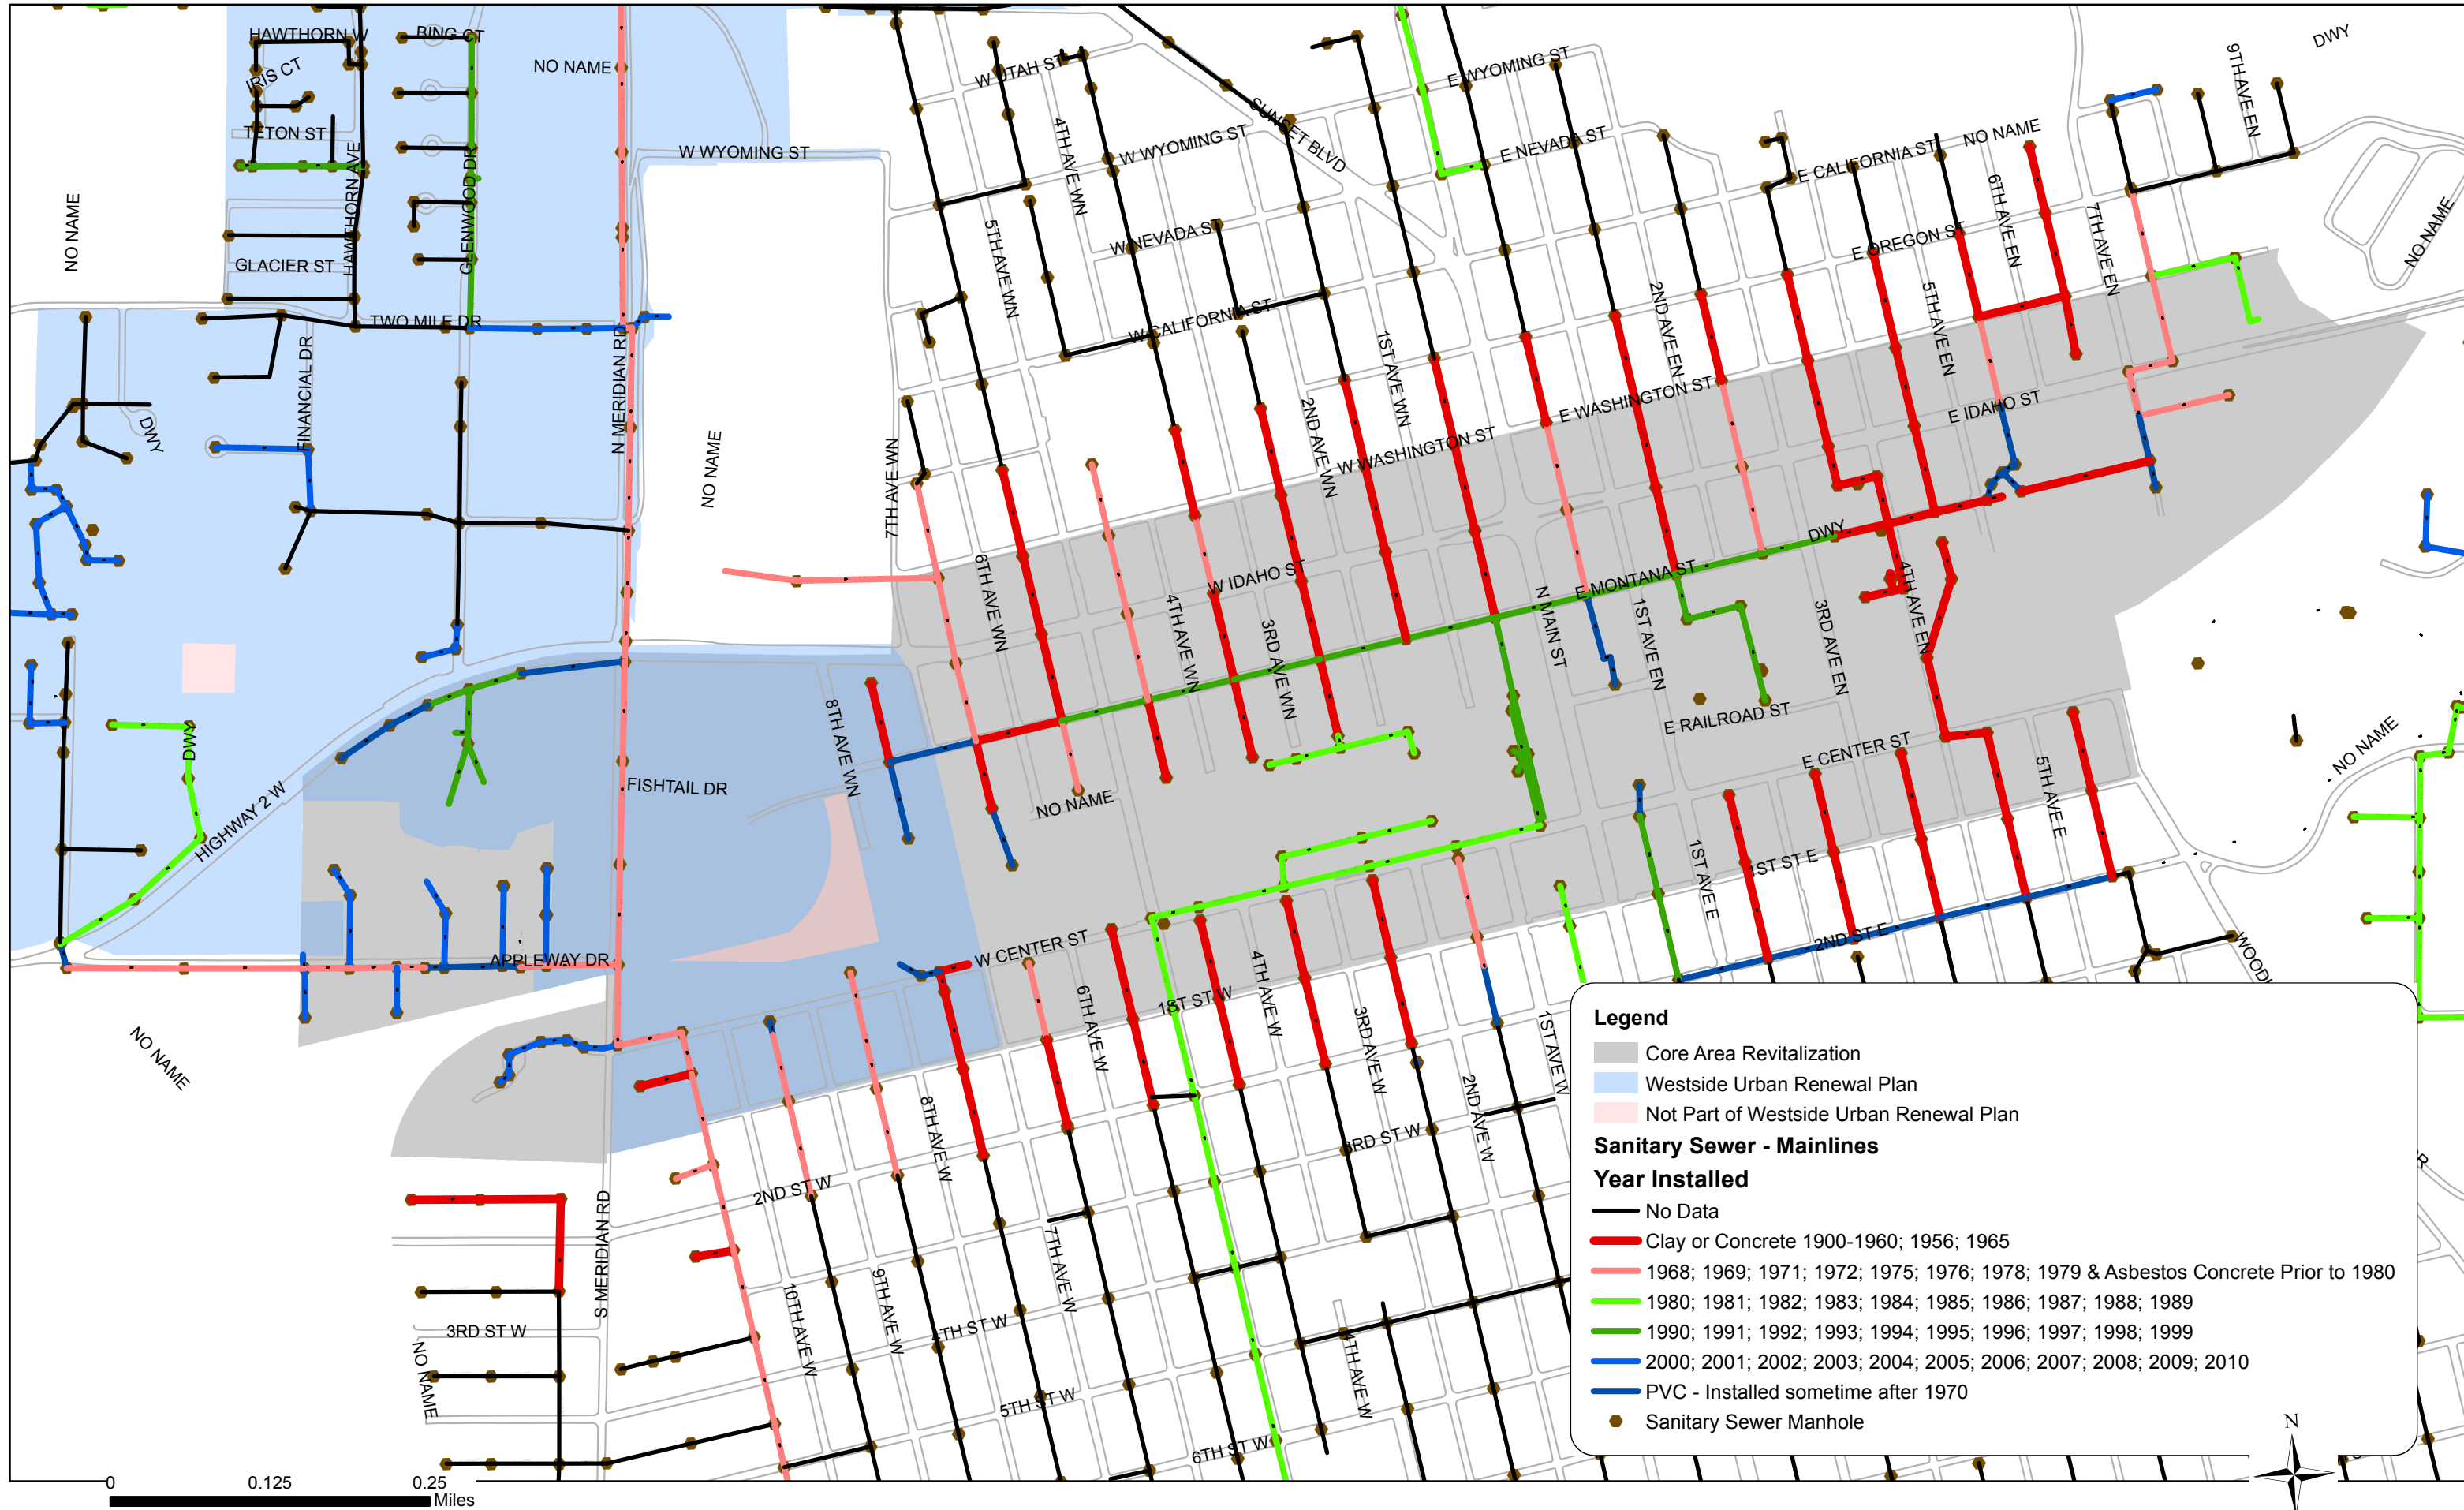 HAWTHORN W
BING CT
IRIS CT
NO NAME
TETON ST
HAWTHORN AVE
GLENWOOD DR
NO NAME
GLACIER ST
TWO MILE DR
FINANCIAL DR
DWY
N MERIDIAN RD
NO NAME
W WYOMING ST
W UTAH ST
4TH AVE WN
W WYOMING ST
SUNSET BLVD
E WYOMING ST
E NEVADA ST
DWY
9TH AVE EN
NO NAME
E CALIFORNIA ST
6TH AVE EN
7TH AVE EN
NO NAME
5TH AVE WN
W NEVADA ST
E OREGON ST
W CALIFORNIA ST
1ST AVE WN
2ND AVE EN
5TH AVE EN
2ND AVE WN
E WASHINGTON ST
E IDAHO ST
W WASHINGTON ST
7TH AVE WN
6TH AVE WN
W IDAHO ST
4TH AVE WN
3RD AVE WN
N MAIN ST
E MONTANA ST
DWY
1ST AVE EN
3RD AVE EN
4TH AVE EN
8TH AVE WN
DWY
HIGHWAY 2 W
FISHTAIL DR
NO NAME
E RAILROAD ST
E CENTER ST
5TH AVE E
NO NAME
1ST AVE E
1ST ST E
2ND ST E
APPLEWAY DR
NO NAME
W CENTER ST
1ST ST W
6TH AVE W
4TH AVE W
3RD AVE W
2ND AVE W
1ST AVE W
8TH AVE W
2ND ST W
3RD ST W
7TH AVE W
S MERIDIAN RD
10TH AVE W
9TH AVE W
4TH ST W
4TH AVE W
3RD ST W
NO NAME
5TH ST W
6TH ST W
Legend
Core Area Revitalization
Westside Urban Renewal Plan
Not Part of Westside Urban Renewal Plan
Sanitary Sewer - Mainlines
Year Installed
No Data
Clay or Concrete 1900-1960; 1956; 1965
1968; 1969; 1971; 1972; 1975; 1976; 1978; 1979 & Asbestos Concrete Prior to 1980
1980; 1981; 1982; 1983; 1984; 1985; 1986; 1987; 1988; 1989
1990; 1991; 1992; 1993; 1994; 1995; 1996; 1997; 1998; 1999
2000; 2001; 2002; 2003; 2004; 2005; 2006; 2007; 2008; 2009; 2010
PVC - Installed sometime after 1970
Sanitary Sewer Manhole
N
0 0.125 0.25
Miles